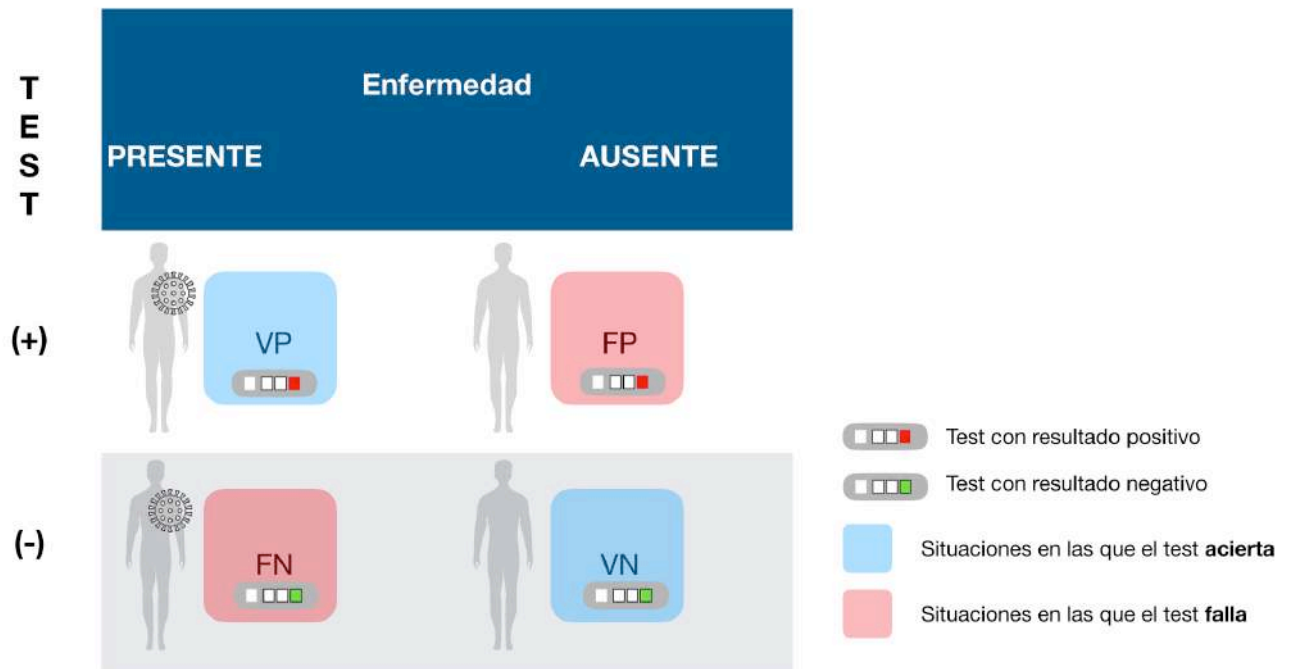 TEST
Enfermedad
PRESENTE AUSENTE
(+)
VP FP
(-)
FN VN
Test con resultado positivo
Test con resultado negativo
Situaciones en las que el test acierta
Situaciones en las que el test falla